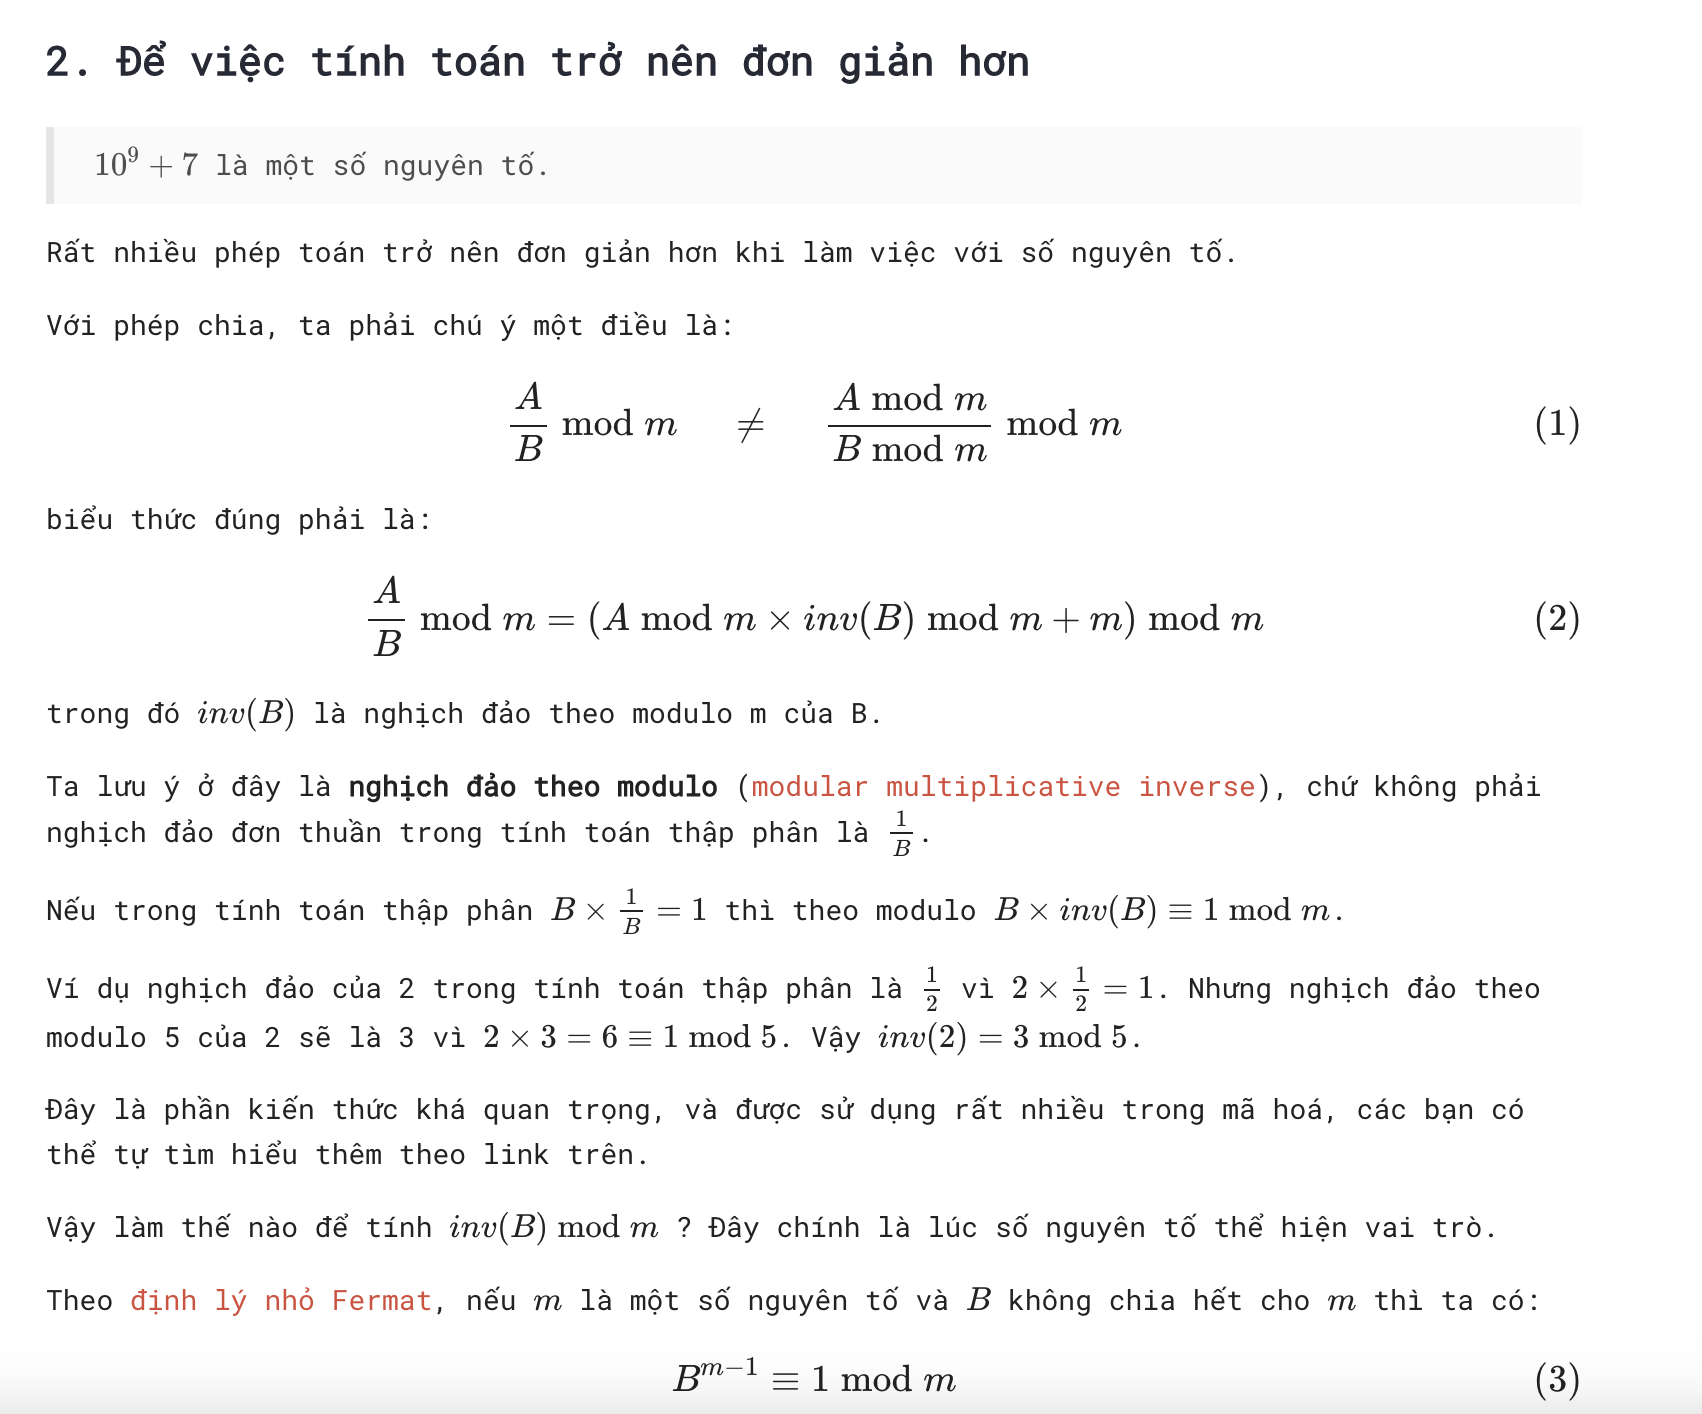 2. Để việc tính toán trở nên đơn giản hơn
10⁹ + 7 là một số nguyên tố.
Rất nhiều phép toán trở nên đơn giản hơn khi làm việc với số nguyên tố.
Với phép chia, ta phải chú ý một điều là:
\frac{A}{B} mod m ≠ \frac{A mod m}{B mod m} mod m (1)
biểu thức đúng phải là:
\frac{A}{B} mod m = (A mod m × inv(B) mod m + m) mod m (2)
trong đó inv(B) là nghịch đảo theo modulo m của B.
Ta lưu ý ở đây là nghịch đảo theo modulo (modular multiplicative inverse), chứ không phải
nghịch đảo đơn thuần trong tính toán thập phân là \frac{1}{B}.
Nếu trong tính toán thập phân B × \frac{1}{B} = 1 thì theo modulo B × inv(B) ≡ 1 mod m.
Ví dụ nghịch đảo của 2 trong tính toán thập phân là \frac{1}{2} vì 2 × \frac{1}{2} = 1. Nhưng nghịch đảo theo
modulo 5 của 2 sẽ là 3 vì 2 × 3 = 6 ≡ 1 mod 5. Vậy inv(2) = 3 mod 5.
Đây là phần kiến thức khá quan trọng, và được sử dụng rất nhiều trong mã hoá, các bạn có
thể tự tìm hiểu thêm theo link trên.
Vậy làm thế nào để tính inv(B) mod m ? Đây chính là lúc số nguyên tố thể hiện vai trò.
Theo định lý nhỏ Fermat, nếu m là một số nguyên tố và B không chia hết cho m thì ta có:
B^{m−1} ≡ 1 mod m (3)